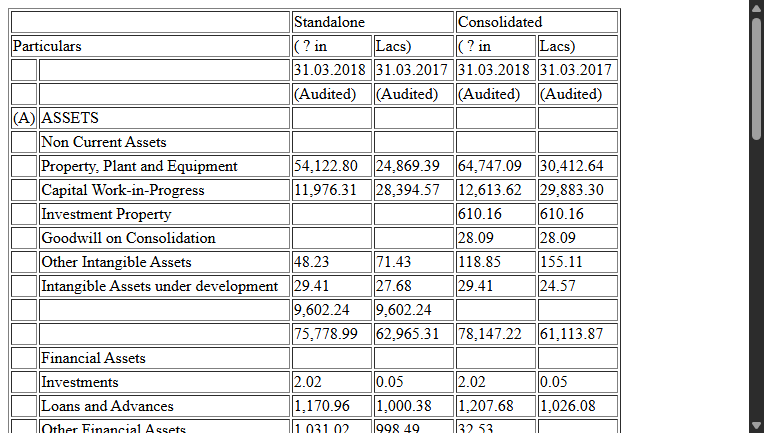 Standalone Consolidated
Particulars ( ? in Lacs) ( ? in Lacs)
31.03.2018 31.03.2017 31.03.2018 31.03.2017
(Audited) (Audited) (Audited) (Audited)
(A) ASSETS
Non Current Assets
Property, Plant and Equipment 54,122.80 24,869.39 64,747.09 30,412.64
Capital Work-in-Progress 11,976.31 28,394.57 12,613.62 29,883.30
Investment Property 610.16 610.16
Goodwill on Consolidation 28.09 28.09
Other Intangible Assets 48.23 71.43 118.85 155.11
Intangible Assets under development 29.41 27.68 29.41 24.57
9,602.24 9,602.24
75,778.99 62,965.31 78,147.22 61,113.87
Financial Assets
Investments 2.02 0.05 2.02 0.05
Loans and Advances 1,170.96 1,000.38 1,207.68 1,026.08
Other Financial Assets 1,031.02 998.49 32.53